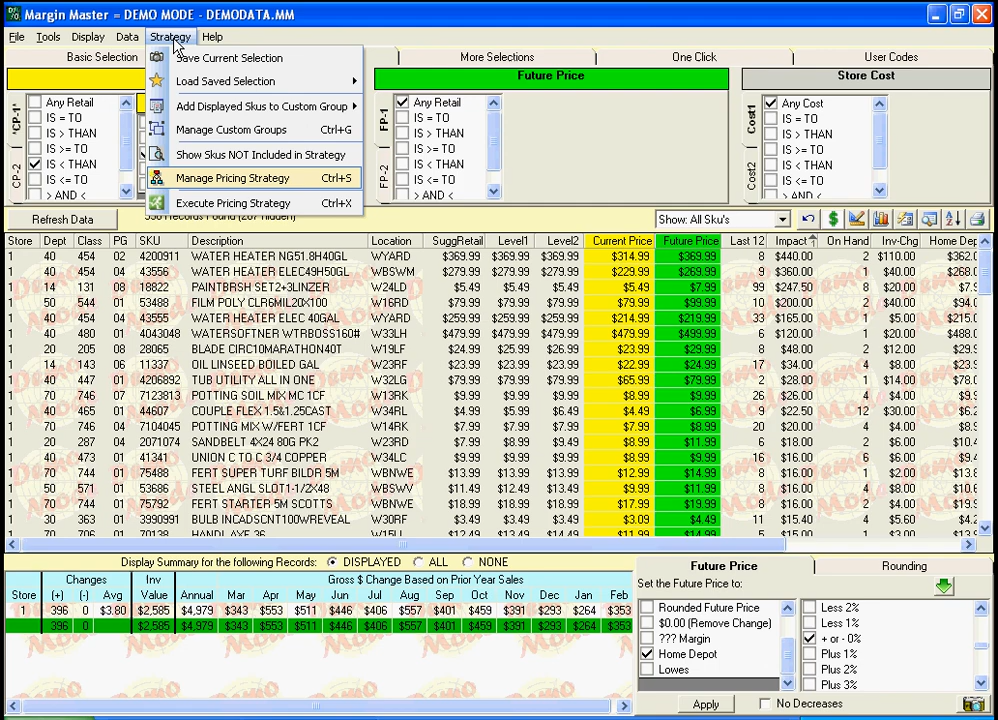 Margin Master = DEMO MODE - DEMODATA.MM
File Tools Display Data Strategy Help
Save Current Selection
Load Saved Selection
Add Displayed Skus to Custom Group
Manage Custom Groups Ctrl+G
Show Skus NOT Included in Strategy
Manage Pricing Strategy Ctrl+S
Execute Pricing Strategy Ctrl+X
Basic Selection More Selections One Click User Codes
Future Price Store Cost
Any Retail Any Retail Any Cost
IS = TO IS = TO IS = TO
IS > THAN IS > THAN IS > THAN
IS >= TO IS >= TO IS >= TO
IS < THAN IS < THAN IS < THAN
IS <= TO IS <= TO IS <= TO
> AND < > AND < > AND <
*CP-1* CP-2 FP-1 FP-2 Cost1 Cost2
Refresh Data Show: All Sku's
Store Dept Class PG SKU Description Location SuggRetail Level1 Level2 Current Price Future Price Last 12 Impact On Hand Inv-Chg Home Dep
1 40 454 02 4200911 WATER HEATER NG51.8H40GL WYARD $369.99 $369.99 $369.99 $314.99 $369.99 8 $440.00 2 $110.00 $362.0
1 40 454 04 43556 WATER HEATER ELEC49H50GL WBSWM $279.99 $279.99 $279.99 $229.99 $269.99 9 $360.00 1 $40.00 $268.0
1 14 131 08 18822 PAINTBRSH SET2+3LINZER W24LD $5.49 $5.49 $5.49 $5.49 $7.99 99 $247.50 8 $20.00 $7.9
1 50 544 01 53488 FILM POLY CLR6MIL20X100 W16RD $79.99 $79.99 $79.99 $79.99 $99.99 10 $200.00 2 $40.00 $94.0
1 40 454 04 43555 WATER HEATER ELEC 40GAL WYARD $259.99 $259.99 $259.99 $214.99 $219.99 33 $165.00 1 $5.00 $215.0
1 40 480 01 4043048 WATERSOFTNER WTRBOSS160# W33LH $479.99 $479.99 $479.99 $479.99 $499.99 6 $120.00 1 $20.00 $488.0
1 20 205 08 28065 BLADE CIRC10MARATHON40T W19LF $24.99 $25.99 $26.99 $23.99 $29.99 8 $48.00 2 $12.00 $29.9
1 14 143 06 11337 OIL LINSEED BOILED GAL W23RF $23.99 $23.99 $23.99 $22.99 $24.99 17 $34.00 4 $8.00 $24.9
1 40 447 01 4206892 TUB UTILITY ALL IN ONE W32LG $79.99 $79.99 $79.99 $65.99 $79.99 2 $28.00 1 $14.00 $78.0
1 70 746 07 7123813 POTTING SOIL MIX MCF W13RK $9.99 $9.99 $9.99 $8.99 $9.99 26 $26.00 4 $4.00 $9.9
1 40 465 01 44607 COUPLE FLEX 1.5&1.25CAST W34RL $4.99 $5.99 $6.49 $4.49 $6.99 9 $22.50 12 $30.00 $6.2
1 70 746 04 7104045 POTTING MIX W/FERT 1CF W14RK $7.99 $7.99 $8.49 $7.99 $8.99 20 $20.00 4 $4.00 $8.9
1 20 287 04 2071074 SANDBELT 4X24 80G PK2 W23RD $7.99 $8.99 $9.49 $8.99 $11.99 6 $18.00 2 $6.00 $11.4
1 40 473 01 41341 UNION C TO C 3/4 COPPER W34LC $8.99 $9.99 $9.99 $8.99 $9.99 16 $16.00 6 $6.00 $9.4
1 70 744 01 75488 FERT SUPER TURF BILDR 5M WBNWE $13.99 $13.99 $13.99 $12.99 $14.99 8 $16.00 1 $2.00 $13.9
1 50 571 01 53686 STEEL ANGL SLOT1-1/2X48 WBSWV $11.49 $12.49 $13.49 $9.99 $11.99 8 $16.00 4 $8.00 $10.6
1 70 744 01 75792 FERT STARTER 5M SCOTTS WBNWE $18.99 $18.99 $18.99 $17.99 $19.99 8 $16.00 4 $8.00 $19.9
1 30 363 01 3990991 BULB INCADSCNT100WREVEAL W30RF $3.49 $3.49 $3.49 $3.09 $4.49 11 $15.40 4 $5.60 $4.2
Display Summary for the following Records: DISPLAYED ALL NONE
Changes Inv Gross $ Change Based on Prior Year Sales
Store (+) (-) Avg Value Annual Mar Apr May Jun Jul Aug Sep Oct Nov Dec Jan Feb
1 396 0 $3.80 $2,585 $4,979 $343 $553 $511 $446 $406 $557 $401 $459 $391 $293 $264 $353
396 0 $2,585 $4,979 $343 $553 $511 $446 $406 $557 $401 $459 $391 $293 $264 $353
Future Price Rounding
Set the Future Price to:
Rounded Future Price Less 2%
$0.00 (Remove Change) Less 1%
??? Margin + or - 0%
Home Depot Plus 1%
Lowes Plus 2%
Plus 3%
Apply No Decreases